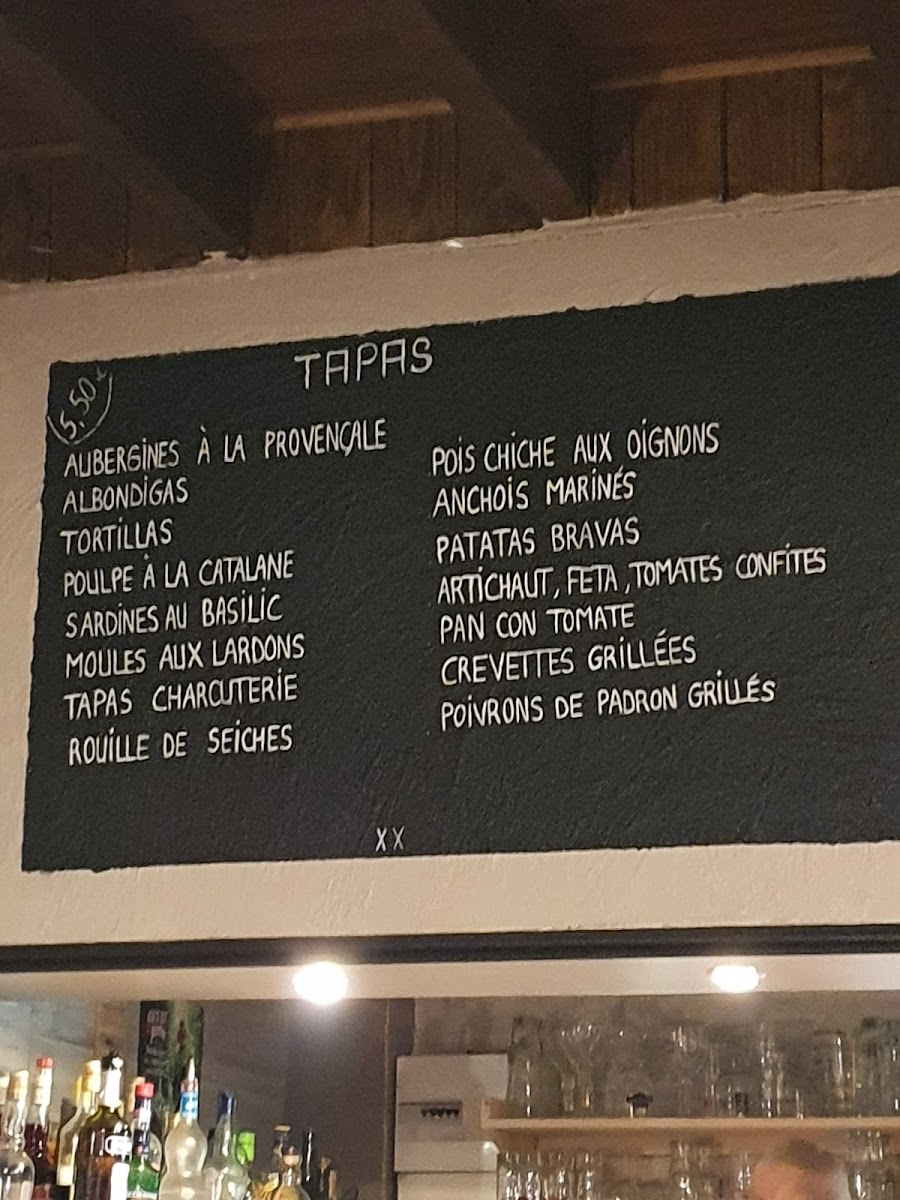 TAPAS
5,50€
AUBERGINES À LA PROVENÇALE
ALBONDIGAS
TORTILLAS
POULPE À LA CATALANE
SARDINES AU BASILIC
MOULES AUX LARDONS
TAPAS CHARCUTERIE
ROUILLE DE SEICHES
POIS CHICHE AUX OIGNONS
ANCHOIS MARINÉS
PATATAS BRAVAS
ARTICHAUT, FETA, TOMATES CONFITES
PAN CON TOMATE
CREVETTES GRILLÉES
POIVRONS DE PADRON GRILLÉS
XX